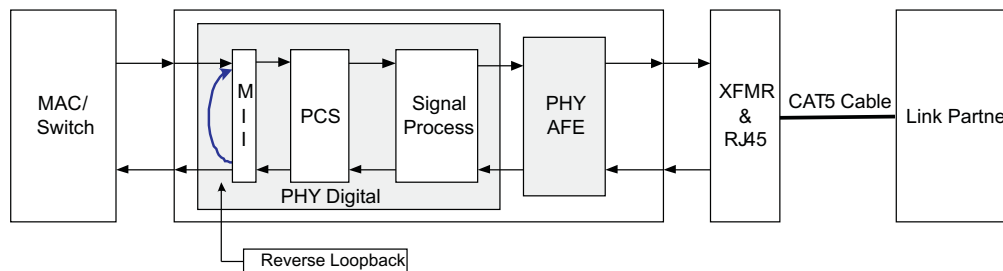 MAC/
Switch
M
I
I
PCS
Signal
Process
PHY Digital
PHY
AFE
XFMR
&
RJ45
CAT5 Cable
Link Partne
Reverse Loopback